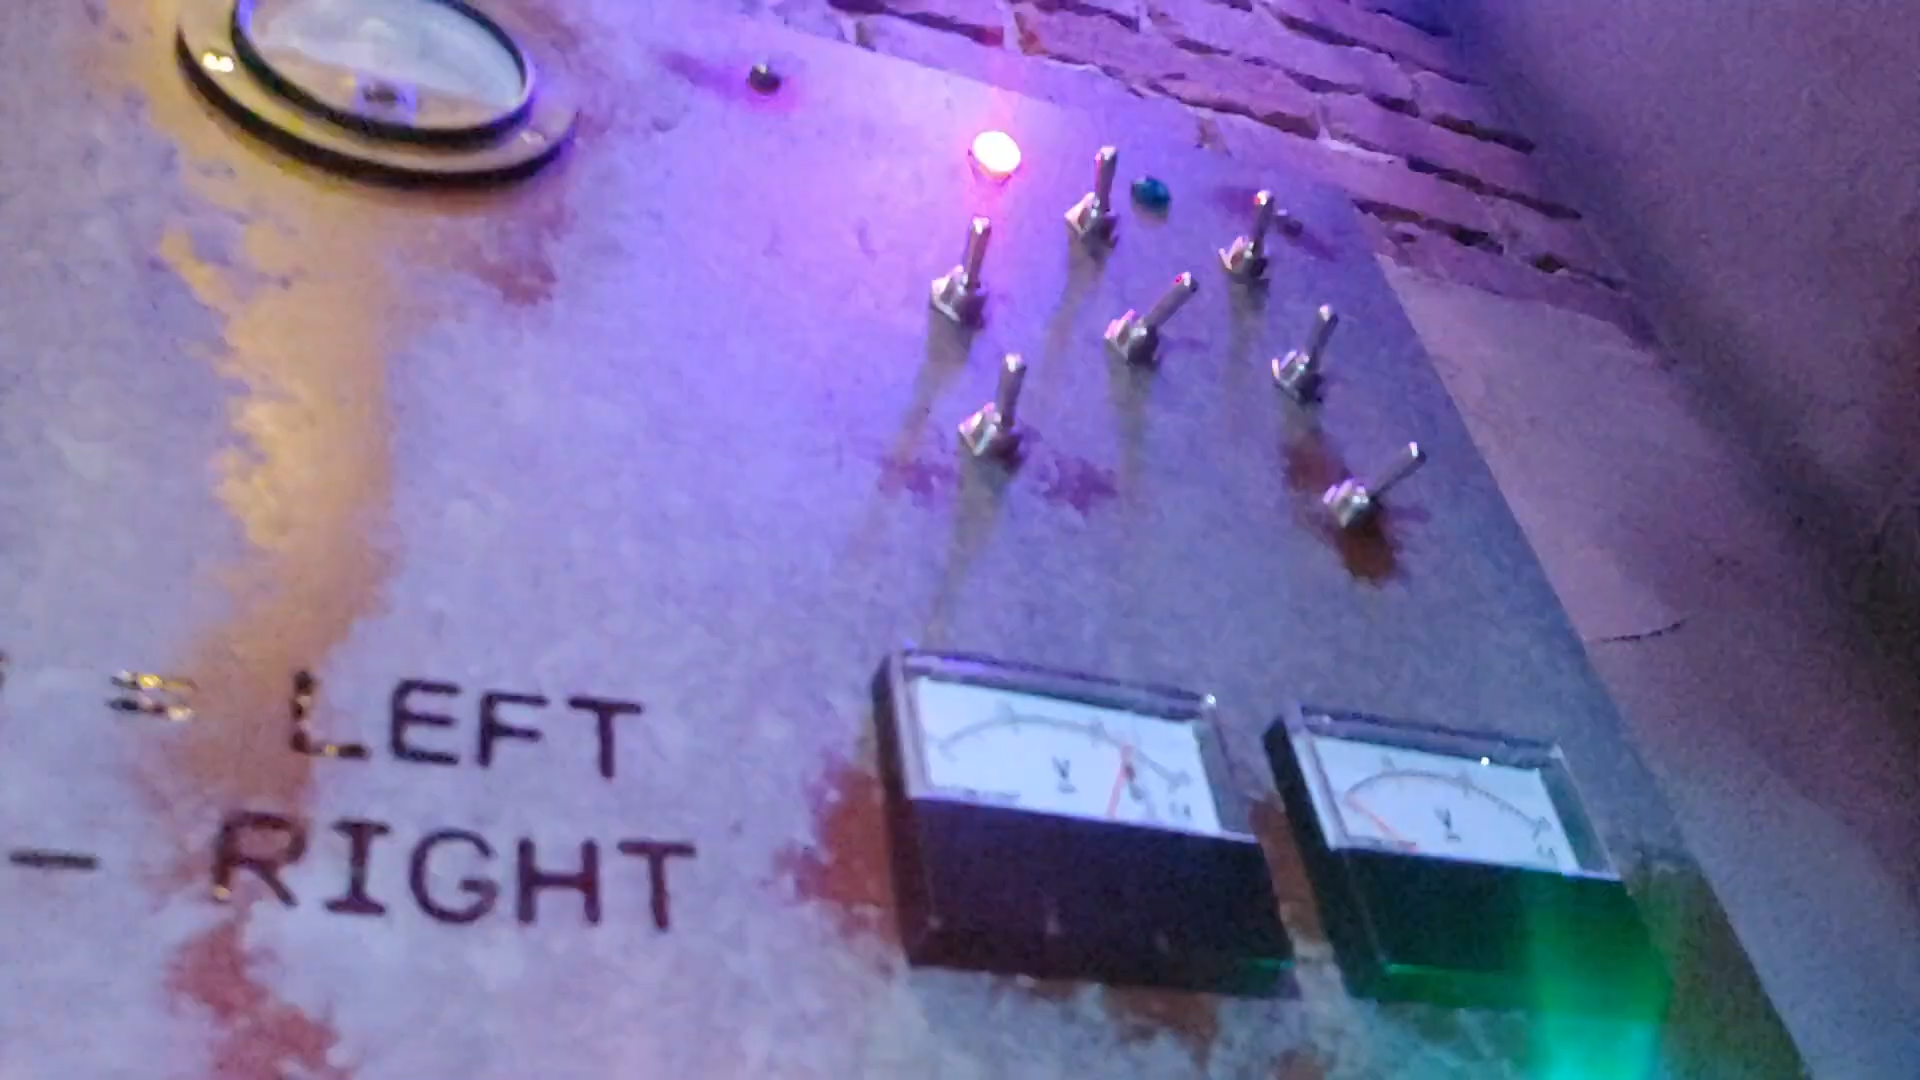 = LEFT
- RIGHT
V
V